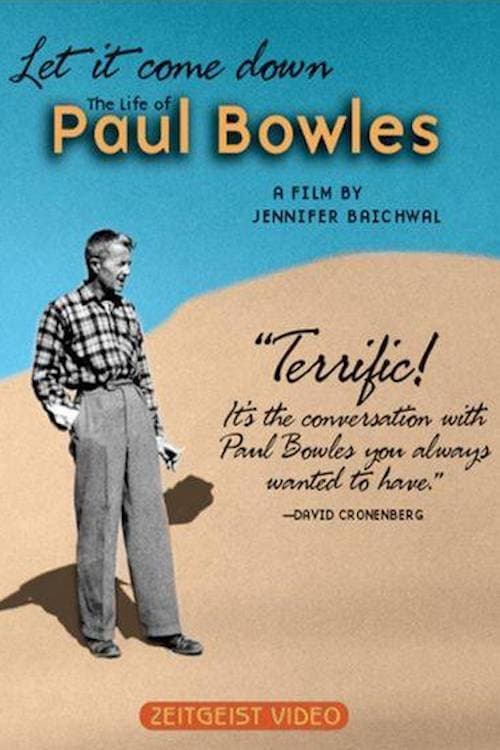 Let it come down
The Life of
Paul Bowles
A FILM BY
JENNIFER BAICHWAL
“Terrific!
It's the conversation with
Paul Bowles you always
wanted to have.”
—DAVID CRONENBERG
ZEITGEIST VIDEO